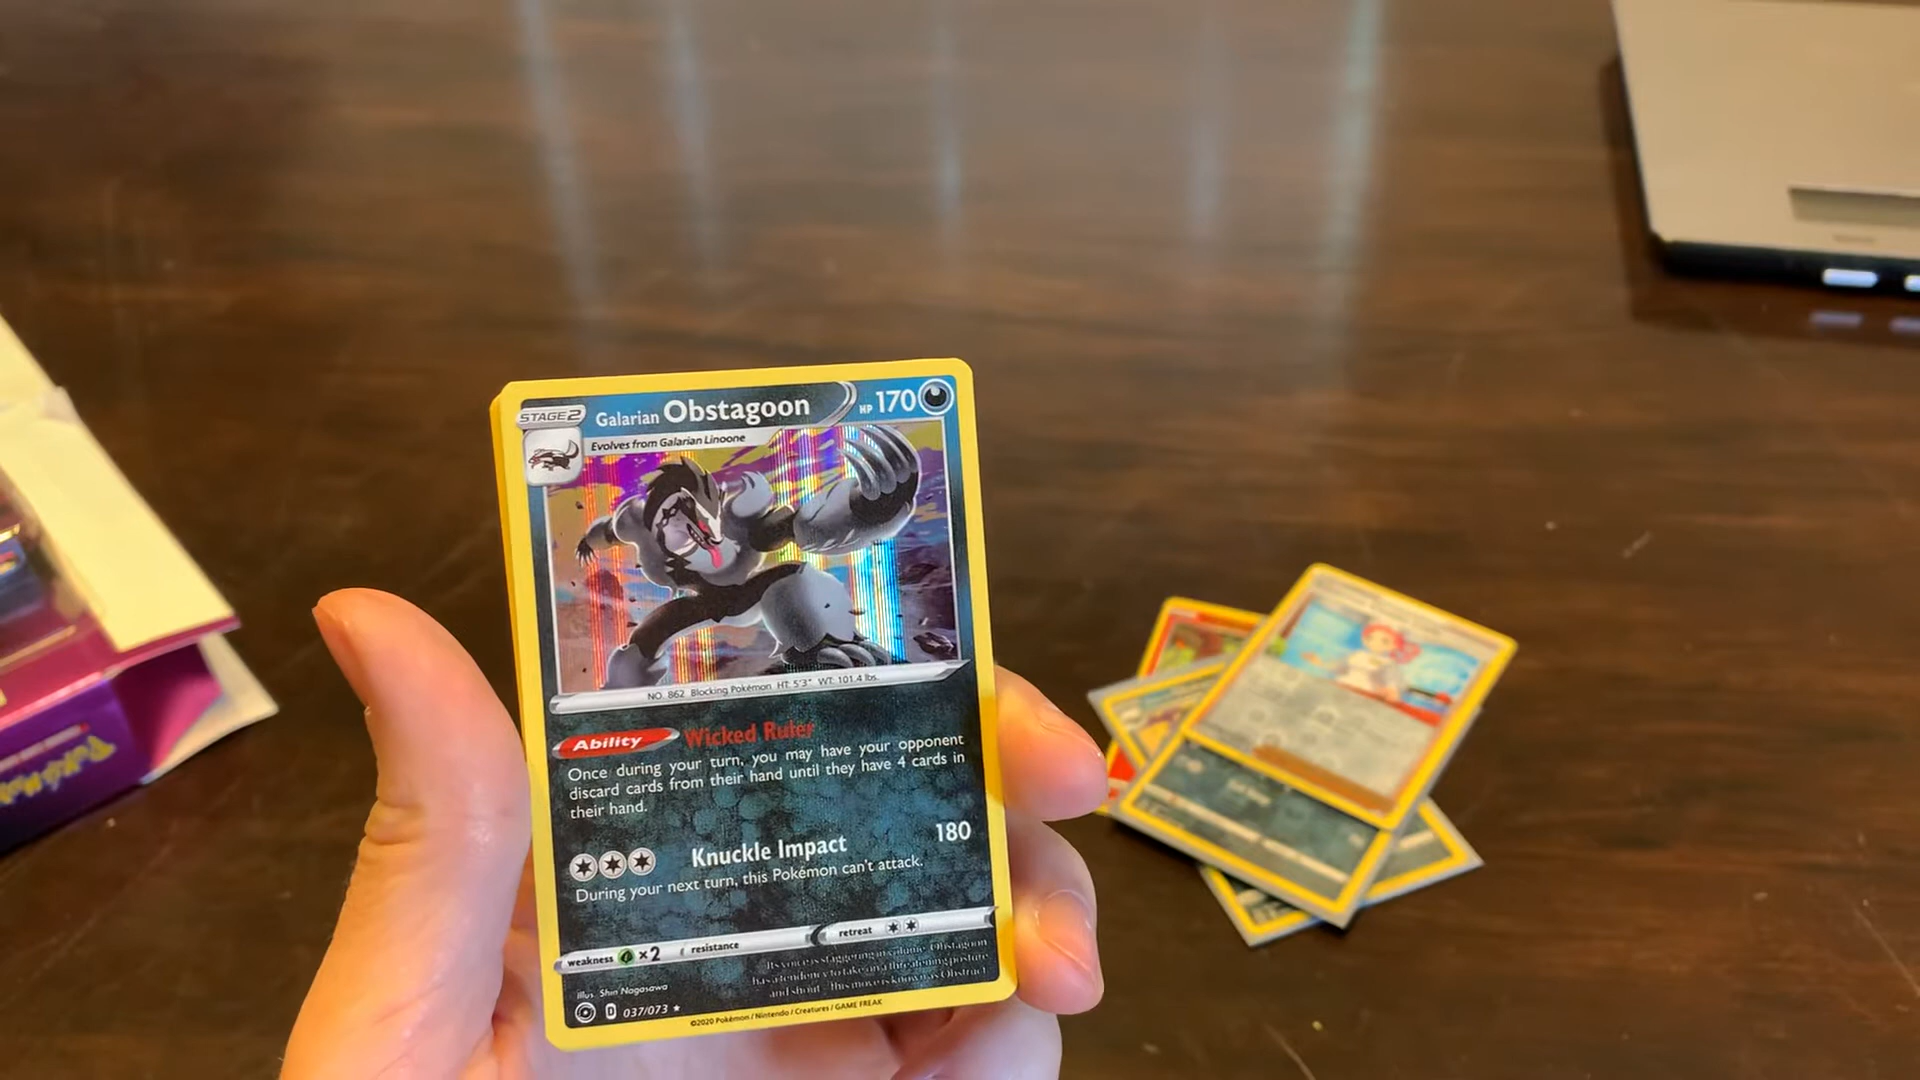 STAGE2
Galarian Obstagoon
HP 170
Evolves from Galarian Linoone
NO. 862 Blocking Pokémon HT: 5'3" WT: 101.4 lbs.
Ability Wicked Ruler
Once during your turn, you may have your opponent
discard cards from their hand until they have 4 cards in
their hand.
Knuckle Impact 180
During your next turn, this Pokémon can't attack.
weakness ×2 resistance retreat
Its voice is staggering in volume. Obstagoon
has a tendency to take on a threatening posture
and shout—this move is known as Obstruct.
Illus. Shin Nagasawa
D 037/073 ★
©2020 Pokémon / Nintendo / Creatures / GAME FREAK